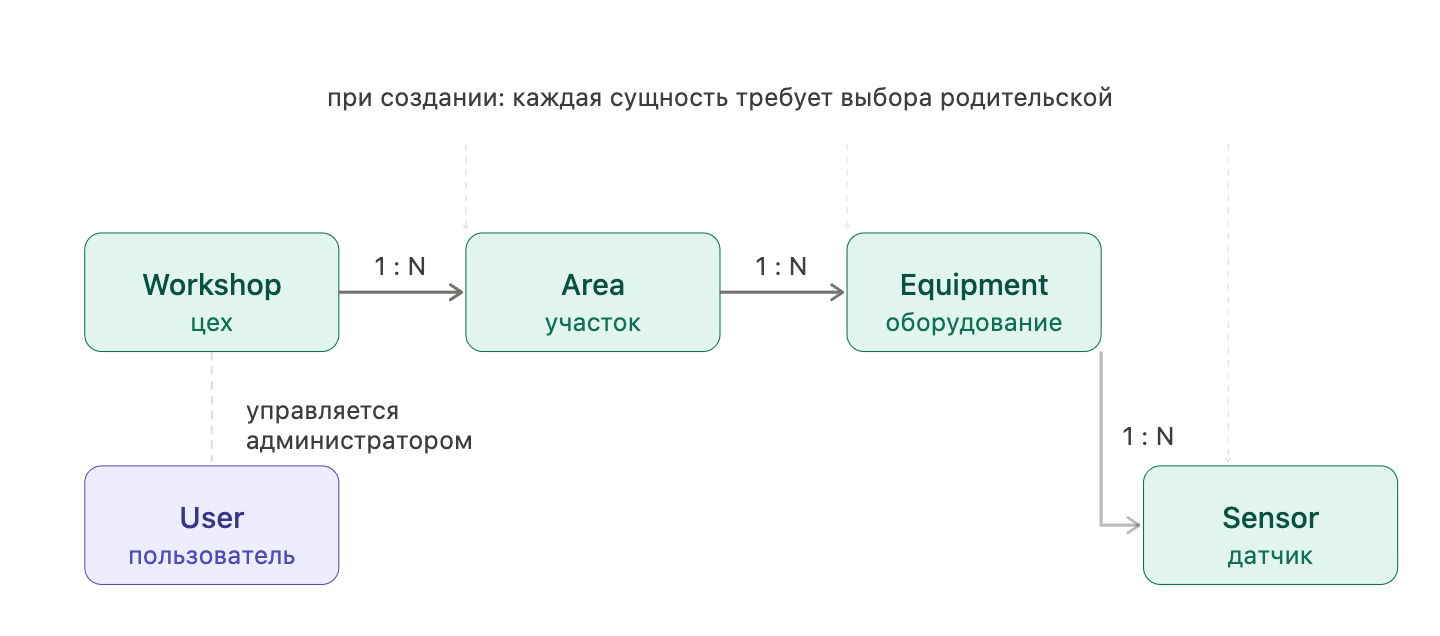 при создании: каждая сущность требует выбора родительской
Workshop
цех
1 : N
Area
участок
1 : N
Equipment
оборудование
управляется
администратором
1 : N
User
пользователь
Sensor
датчик